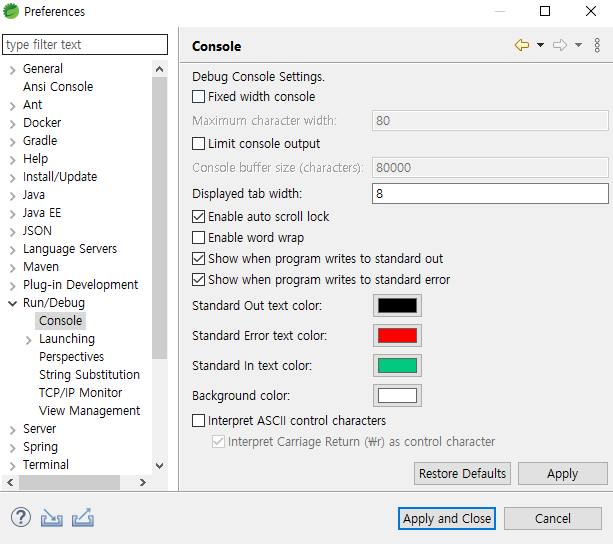 Preferences
type filter text
General
Ansi Console
Ant
Docker
Gradle
Help
Install/Update
Java
Java EE
JSON
Language Servers
Maven
Plug-in Development
Run/Debug
Console
Launching
Perspectives
String Substitution
TCP/IP Monitor
View Management
Server
Spring
Terminal
Console
Debug Console Settings.
Fixed width console
Maximum character width: 80
Limit console output
Console buffer size (characters): 80000
Displayed tab width: 8
Enable auto scroll lock
Enable word wrap
Show when program writes to standard out
Show when program writes to standard error
Standard Out text color:
Standard Error text color:
Standard In text color:
Background color:
Interpret ASCII control characters
Interpret Carriage Return (₩r) as control character
Restore Defaults Apply
? Apply and Close Cancel